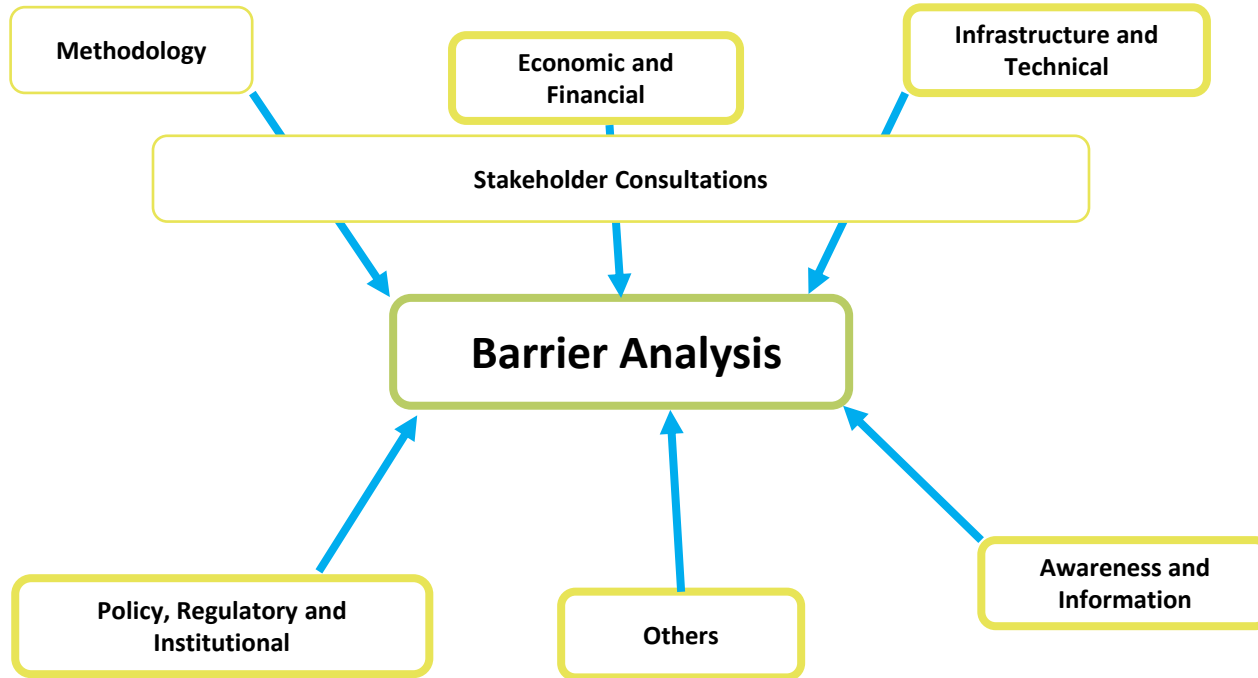 Methodology
Economic and
Financial
Infrastructure and
Technical
Stakeholder Consultations
Barrier Analysis
Policy, Regulatory and
Institutional
Others
Awareness and
Information